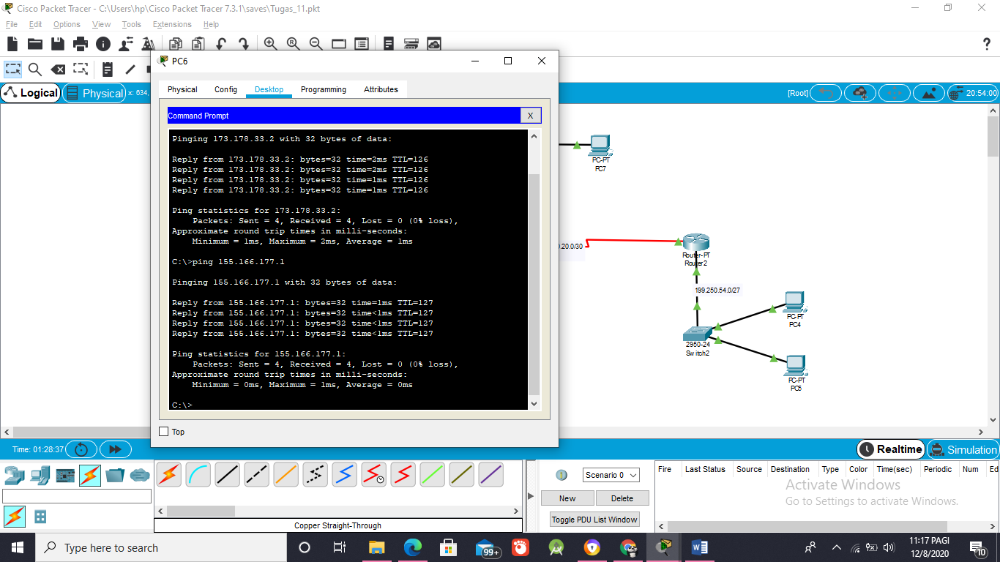 Cisco Packet Tracer - C:\Users\hp\Cisco Packet Tracer 7.3.1\saves\Tugas_11.pkt
File Edit Options View Tools Extensions Help
PC6
Physical Config Desktop Programming Attributes
Logical
Physical x: 634,
[Root]
20:54:00
Command Prompt
X
Pinging 173.178.33.2 with 32 bytes of data:
Reply from 173.178.33.2: bytes=32 time=2ms TTL=126
Reply from 173.178.33.2: bytes=32 time=2ms TTL=126
Reply from 173.178.33.2: bytes=32 time=1ms TTL=126
Reply from 173.178.33.2: bytes=32 time=1ms TTL=126
Ping statistics for 173.178.33.2:
Packets: Sent = 4, Received = 4, Lost = 0 (0% loss),
Approximate round trip times in milli-seconds:
Minimum = 1ms, Maximum = 2ms, Average = 1ms
C:\>ping 155.166.177.1
Pinging 155.166.177.1 with 32 bytes of data:
Reply from 155.166.177.1: bytes=32 time=1ms TTL=127
Reply from 155.166.177.1: bytes=32 time<1ms TTL=127
Reply from 155.166.177.1: bytes=32 time<1ms TTL=127
Reply from 155.166.177.1: bytes=32 time<1ms TTL=127
Ping statistics for 155.166.177.1:
Packets: Sent = 4, Received = 4, Lost = 0 (0% loss),
Approximate round trip times in milli-seconds:
Minimum = 0ms, Maximum = 1ms, Average = 0ms
C:\>
Top
PC-PT
PC7
.20.0/30
Router-PT
Router2
199.250.54.0/27
PC-PT
PC4
2950-24
Switch2
PC-PT
PC5
Time: 01:28:37
Realtime
Simulation
Scenario 0
New Delete
Toggle PDU List Window
Fire Last Status Source Destination Type Color Time(sec) Periodic Num Ed
Activate Windows
Go to Settings to activate Windows.
Copper Straight-Through
Type here to search
99+
11:17 PAGI
12/8/2020
10